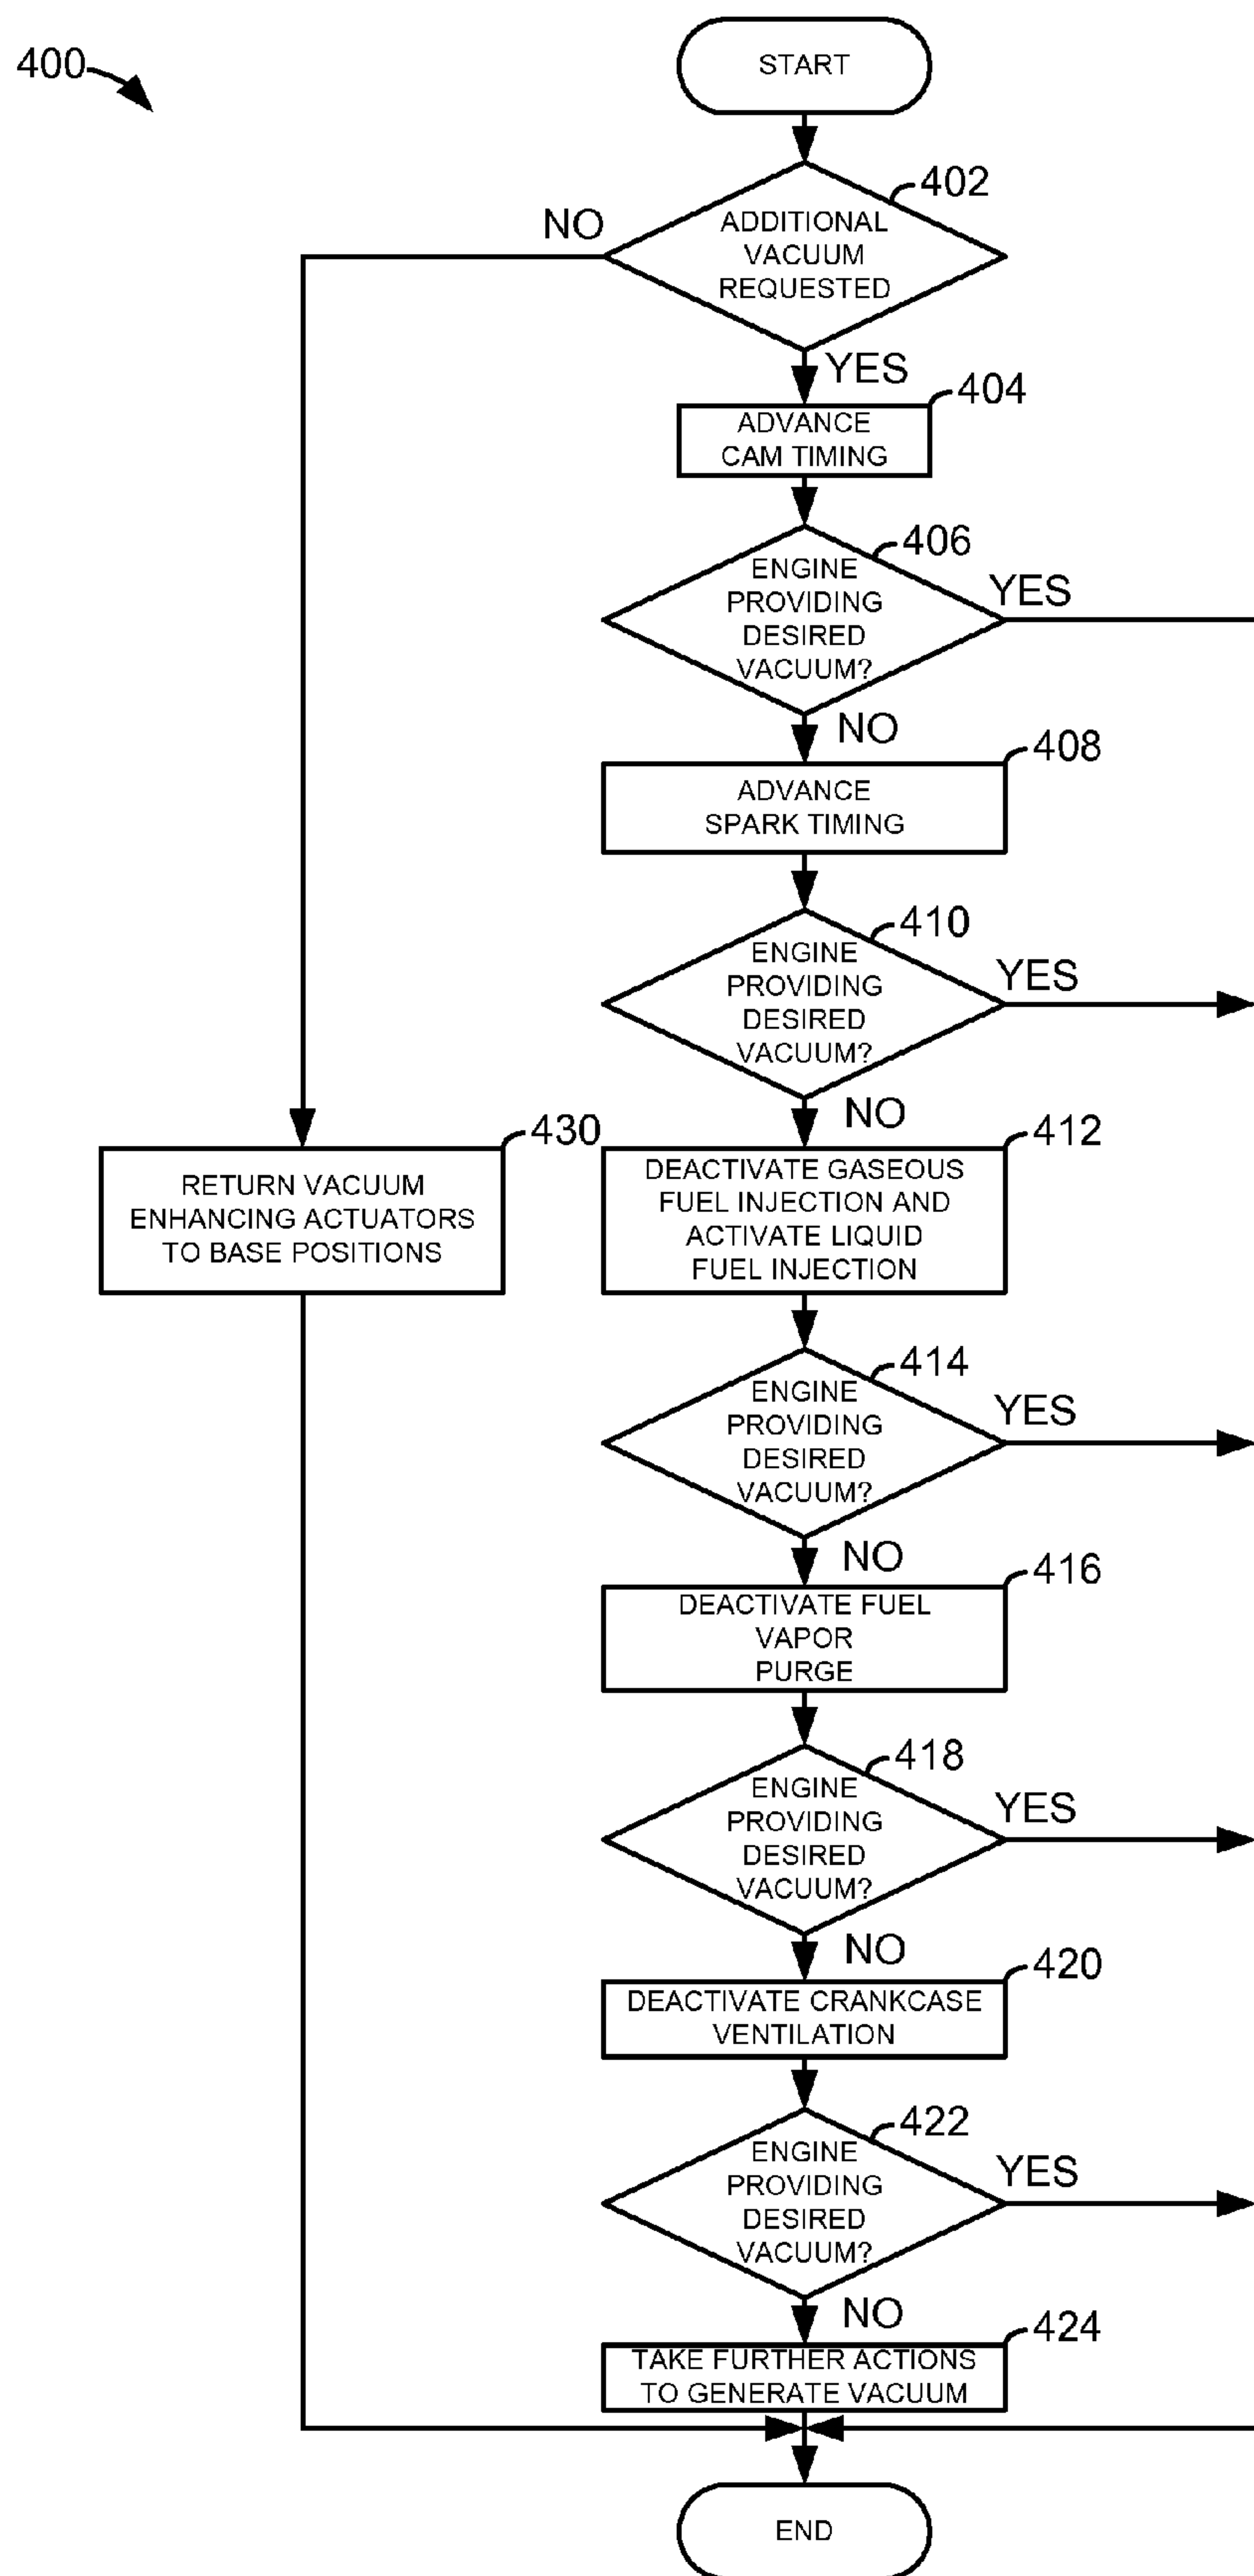 400
START
402
NO
ADDITIONAL
VACUUM
REQUESTED
YES
404
ADVANCE
CAM TIMING
406
ENGINE
PROVIDING
DESIRED
VACUUM?
YES
NO
408
ADVANCE
SPARK TIMING
410
ENGINE
PROVIDING
DESIRED
VACUUM?
YES
NO
430
RETURN VACUUM
ENHANCING ACTUATORS
TO BASE POSITIONS
412
DEACTIVATE GASEOUS
FUEL INJECTION AND
ACTIVATE LIQUID
FUEL INJECTION
414
ENGINE
PROVIDING
DESIRED
VACUUM?
YES
NO
416
DEACTIVATE FUEL
VAPOR
PURGE
418
ENGINE
PROVIDING
DESIRED
VACUUM?
YES
NO
420
DEACTIVATE CRANKCASE
VENTILATION
422
ENGINE
PROVIDING
DESIRED
VACUUM?
YES
NO
424
TAKE FURTHER ACTIONS
TO GENERATE VACUUM
END